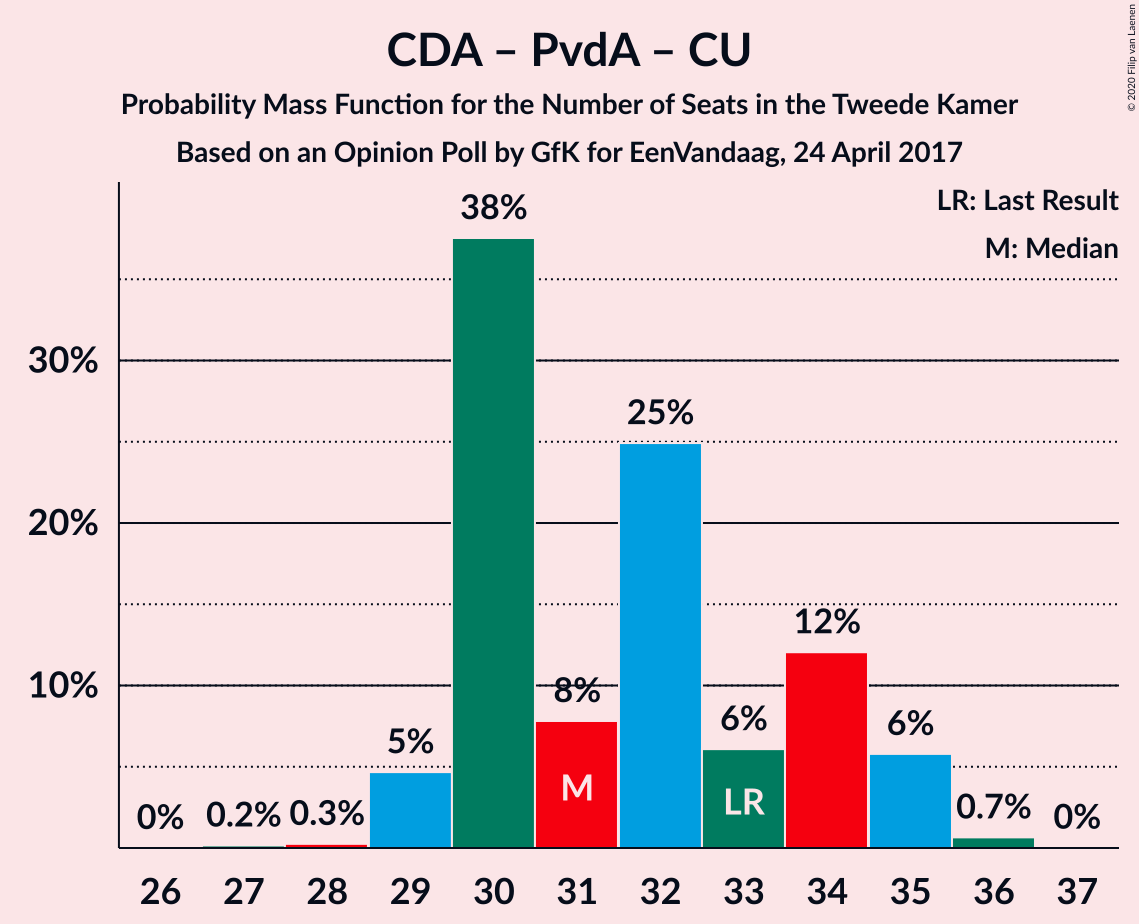 CDA – PvdA – CU
Probability Mass Function for the Number of Seats in the Tweede Kamer
Based on an Opinion Poll by GfK for EenVandaag, 24 April 2017
© 2020 Filip van Laenen
LR: Last Result
M: Median
38%
30%
25%
20%
12%
10%
8%
6%
6%
5%
M
LR
0%
0.2%
0.3%
0.7%
0%
26 27 28 29 30 31 32 33 34 35 36 37